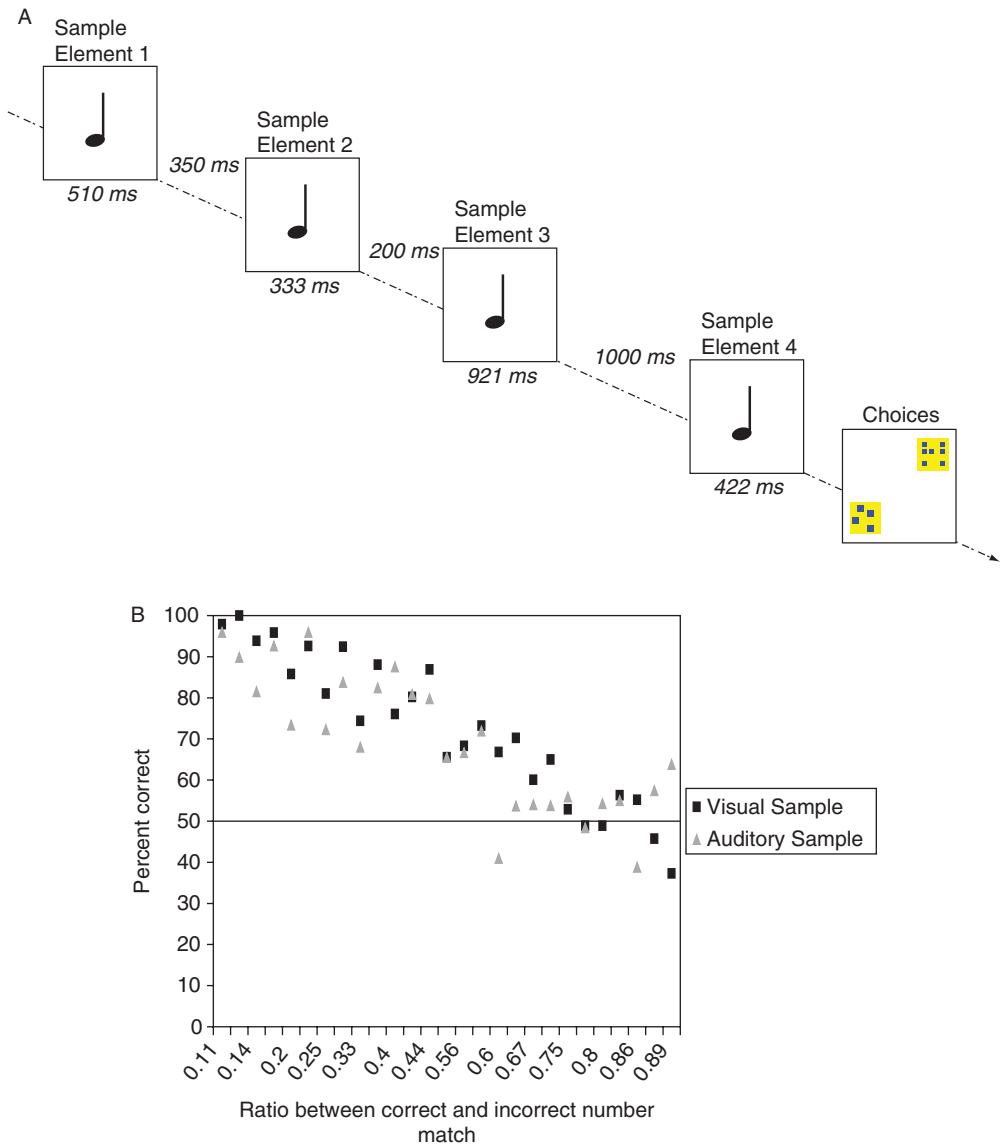 A
Sample
Element 1
510 ms
350 ms
Sample
Element 2
333 ms
200 ms
Sample
Element 3
921 ms
1000 ms
Sample
Element 4
422 ms
Choices
B
Percent correct
100
90
80
70
60
50
40
30
20
10
0
0.11
0.14
0.2
0.25
0.33
0.4
0.44
0.56
0.6
0.67
0.75
0.8
0.86
0.89
Ratio between correct and incorrect number
match
Visual Sample
Auditory Sample